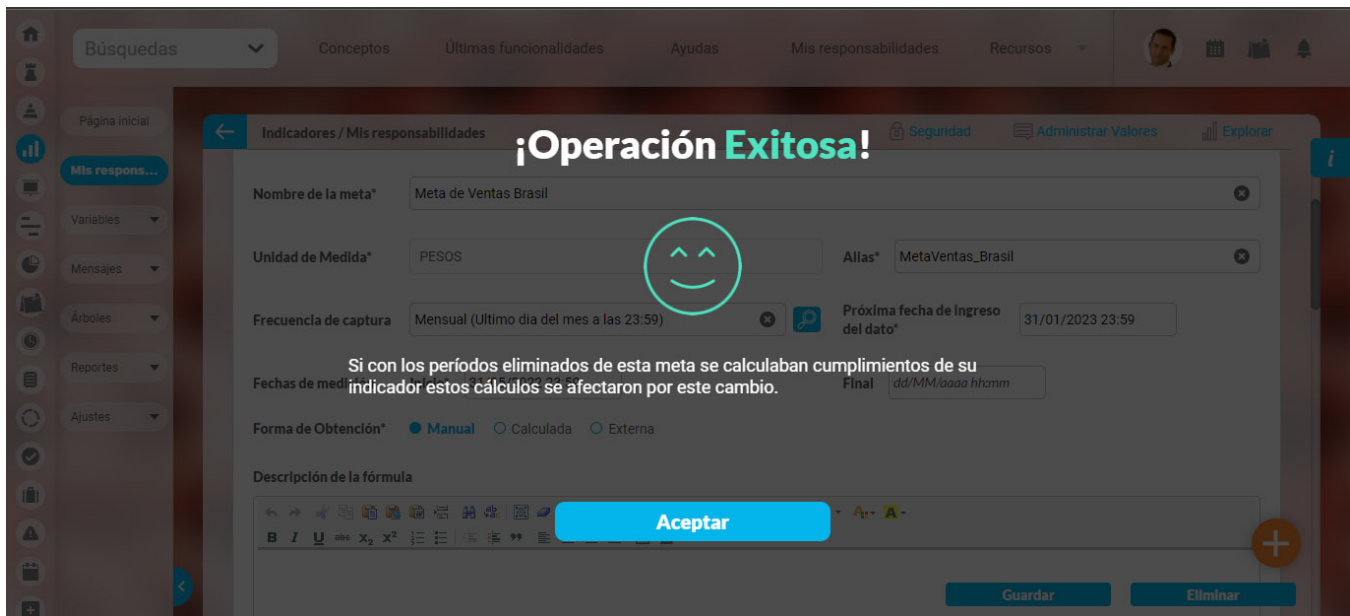 Búsquedas
Conceptos
Últimas funcionalidades
Ayudas
Mis responsabilidades
Recursos
Página inicial
Mis respons...
Variables
Mensajes
Árboles
Reportes
Ajustes
Indicadores / Mis responsabilidades
Seguridad
Administrar Valores
Explorar
i
¡Operación Exitosa!
Nombre de la meta*
Meta de Ventas Brasil
Unidad de Medida*
PESOS
Alias*
MetaVentas_Brasil
Frecuencia de captura
Mensual (Ultimo dia del mes a las 23:59)
Próxima fecha de ingreso
del dato*
31/01/2023 23:59
Si con los períodos eliminados de esta meta se calculaban cumplimientos de su
indicador estos cálculos se afectaron por este cambio.
Fechas de medición
Final
dd/MM/aaaa hh:mm
Forma de Obtención*
Manual
Calculada
Externa
Descripción de la fórmula
Aceptar
Guardar
Eliminar